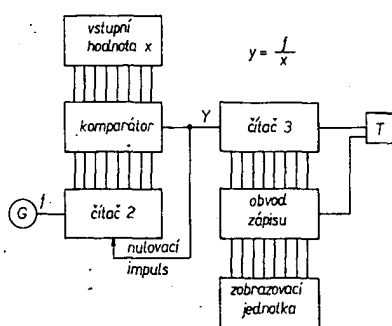 vstupní
hodnota x
y = f/x
komparátor
Y
čítač 3
T
G
f
čítač 2
obvod
zápisu
nulovací
impuls
zobrazovací
jednotka